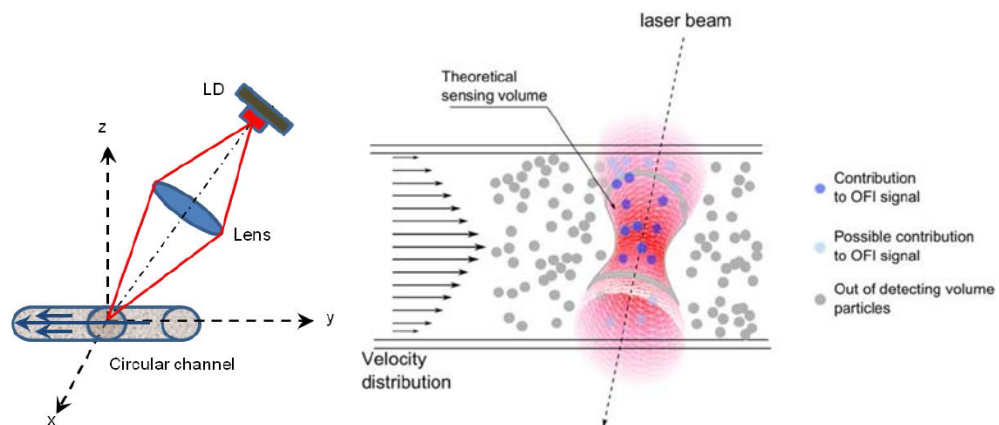 LD
z
Lens
y
Circular channel
x
laser beam
Theoretical
sensing volume
Velocity
distribution
Contribution
to OFI signal
Possible contribution
to OFI signal
Out of detecting volume
particles